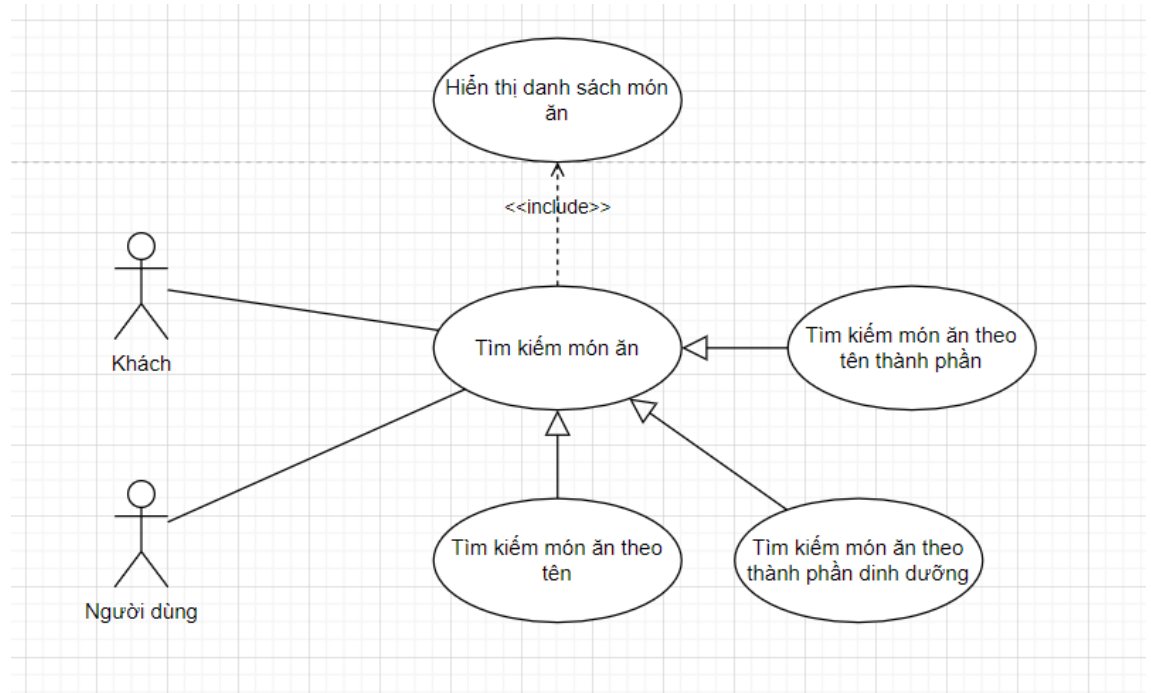 Hiển thị danh sách món
ăn
<<include>>
Khách
Tìm kiếm món ăn
Tìm kiếm món ăn theo
tên thành phần
Người dùng
Tìm kiếm món ăn theo
tên
Tìm kiếm món ăn theo
thành phần dinh dưỡng